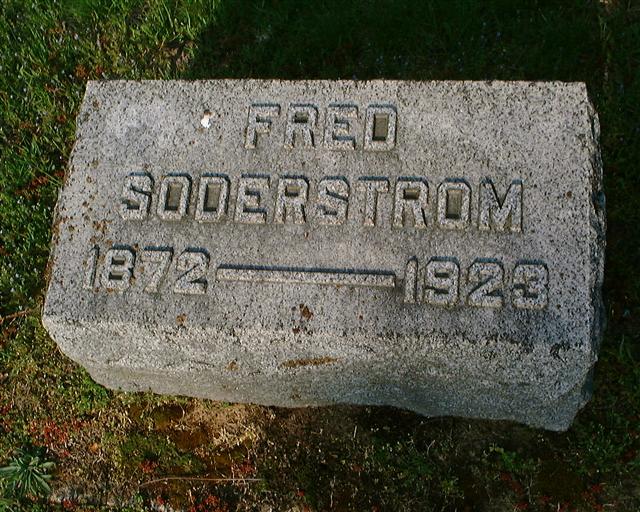 FRED
SODERSTROM
1872 — 1923